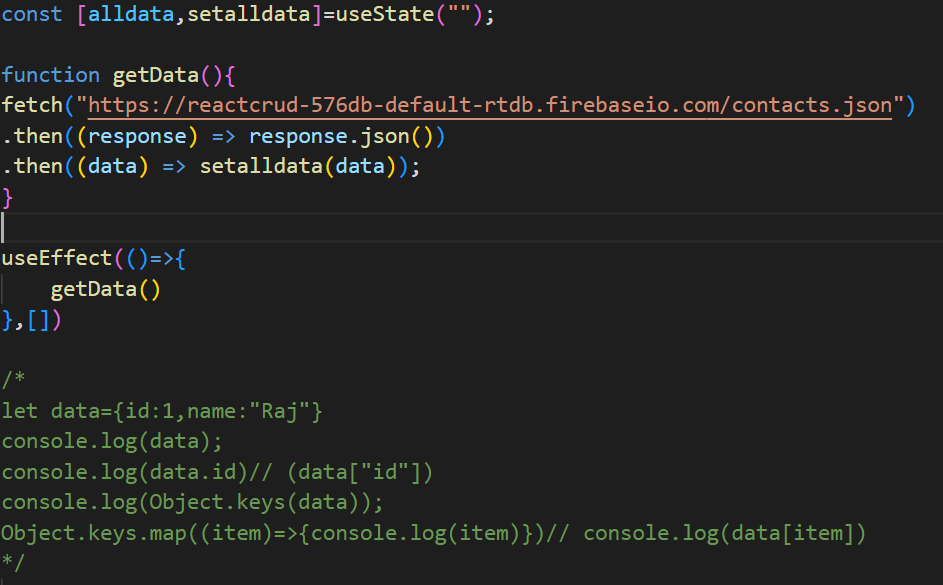 const [alldata,setalldata]=useState("");
function getData(){
fetch("https://reactcrud-576db-default-rtdb.firebaseio.com/contacts.json")
.then((response) => response.json())
.then((data) => setalldata(data));
}
useEffect(()=>{
    getData()
},[])
/*
let data={id:1,name:"Raj"}
console.log(data);
console.log(data.id)// (data["id"])
console.log(Object.keys(data));
Object.keys.map((item)=>{console.log(item)})// console.log(data[item])
*/